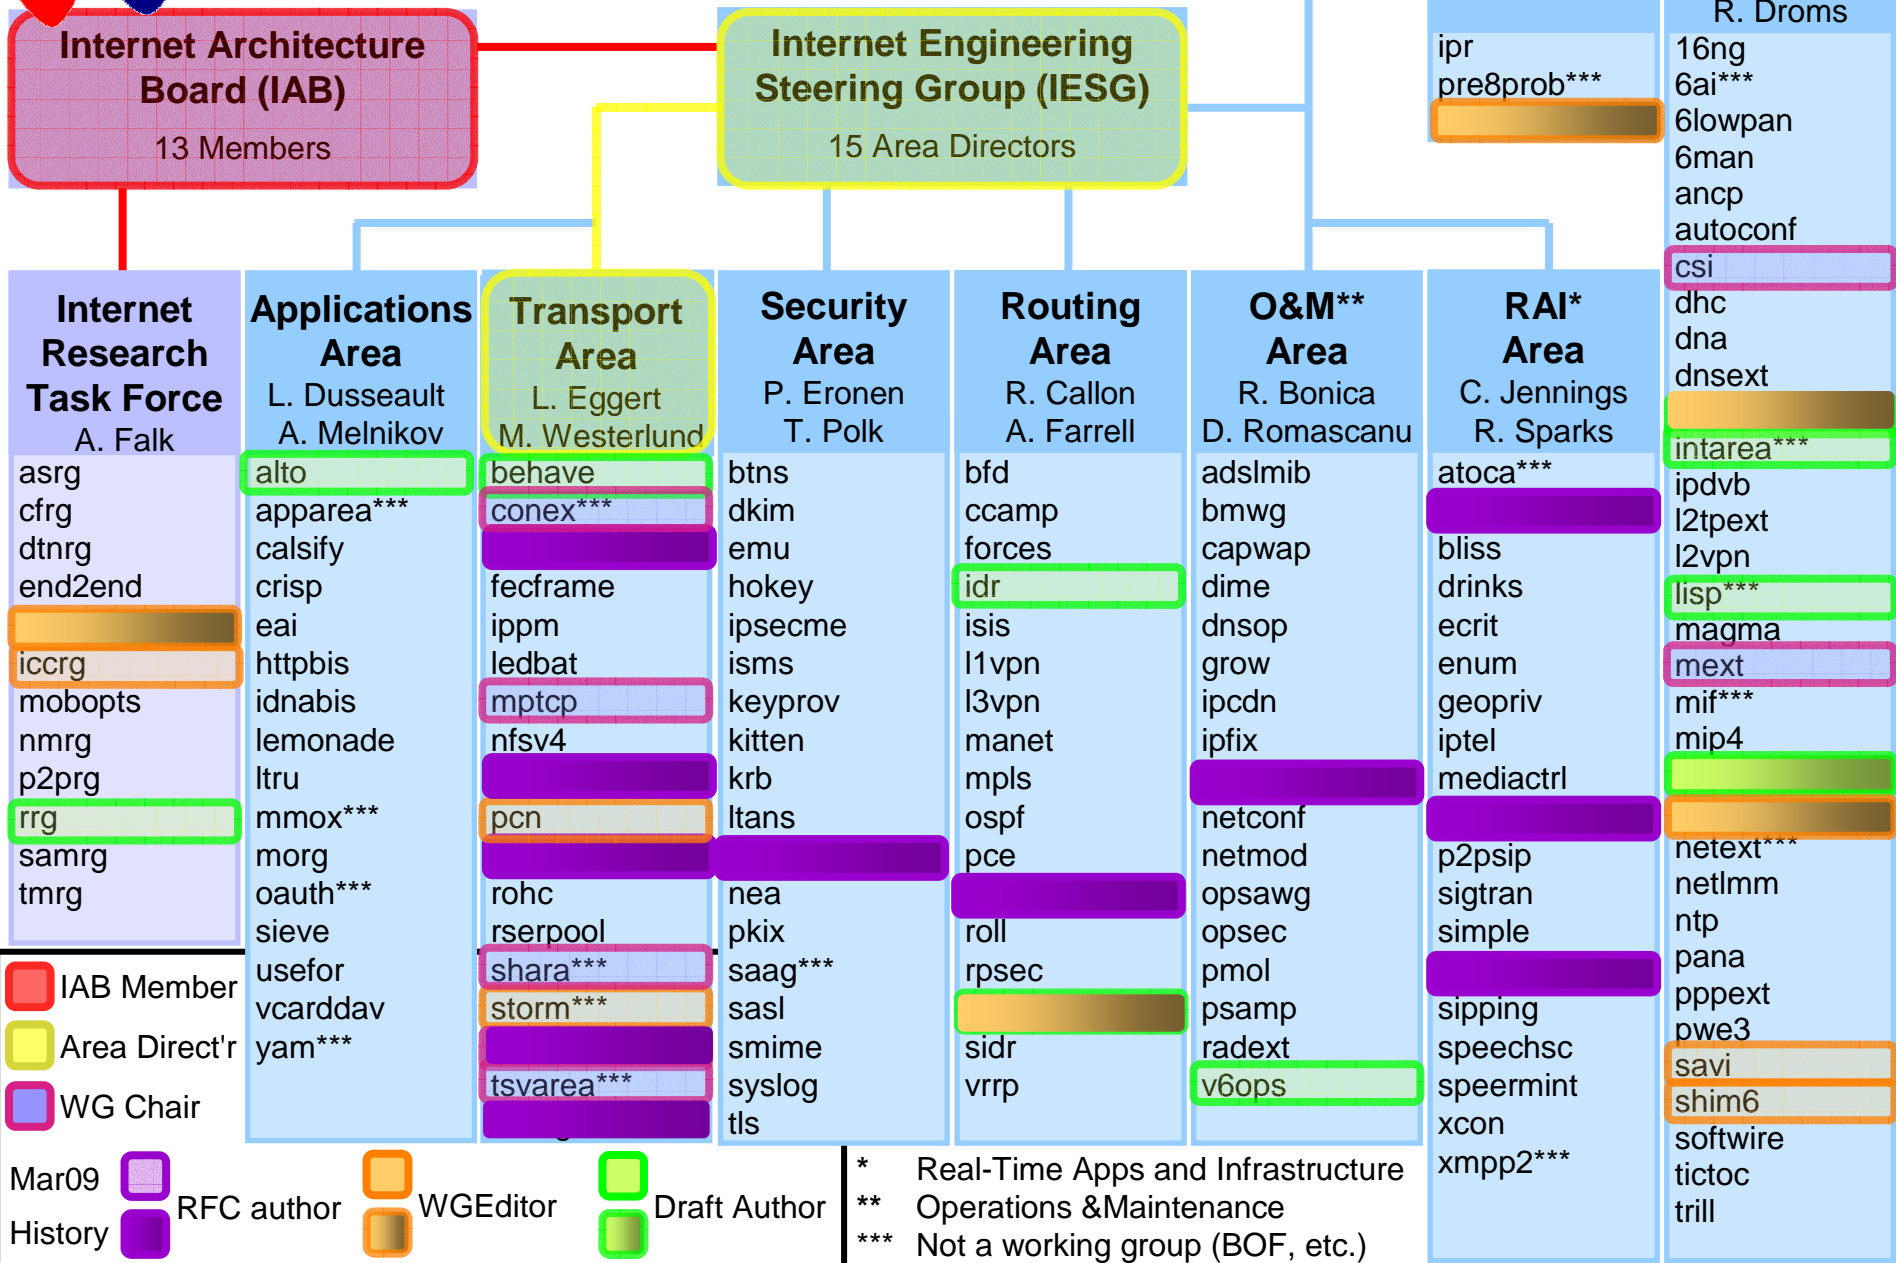 Internet Architecture
Board (IAB)
13 Members
Internet Engineering
Steering Group (IESG)
15 Area Directors
ipr
pre8prob***
R. Droms
16ng
6ai***
6lowpan
6man
ancp
autoconf
csi
dhc
dna
dnsext
intarea***
ipdvb
l2tpext
l2vpn
lisp***
magma
mext
mif***
mip4
netext***
netlmm
ntp
pana
pppext
pwe3
savi
shim6
softwire
tictoc
trill
Internet
Research
Task Force
A. Falk
asrg
cfrg
dtnrg
end2end
iccrg
mobopts
nmrg
p2prg
rrg
samrg
tmrg
Applications
Area
L. Dusseault
A. Melnikov
alto
apparea***
calsify
crisp
eai
httpbis
idnabis
lemonade
ltru
mmox***
morg
oauth***
sieve
usefor
vcarddav
yam***
Transport
Area
L. Eggert
M. Westerlund
behave
conex***
fecframe
ippm
ledbat
mptcp
nfsv4
pcn
rohc
rserpool
shara***
storm***
tsvarea***
Security
Area
P. Eronen
T. Polk
btns
dkim
emu
hokey
ipsecme
isms
keyprov
kitten
krb
ltans
nea
pkix
saag***
sasl
smime
syslog
tls
Routing
Area
R. Callon
A. Farrell
bfd
ccamp
forces
idr
isis
l1vpn
l3vpn
manet
mpls
ospf
pce
roll
rpsec
sidr
vrrp
O&M**
Area
R. Bonica
D. Romascanu
adslmib
bmwg
capwap
dime
dnsop
grow
ipcdn
ipfix
netconf
netmod
opsawg
opsec
pmol
psamp
radext
v6ops
RAI*
Area
C. Jennings
R. Sparks
atoca***
bliss
drinks
ecrit
enum
geopriv
iptel
mediactrl
p2psip
sigtran
simple
sipping
speechsc
speermint
xcon
xmpp2***
IAB Member
Area Direct'r
WG Chair
Mar09
History
RFC author
WGEditor
Draft Author
* Real-Time Apps and Infrastructure
** Operations &Maintenance
*** Not a working group (BOF, etc.)